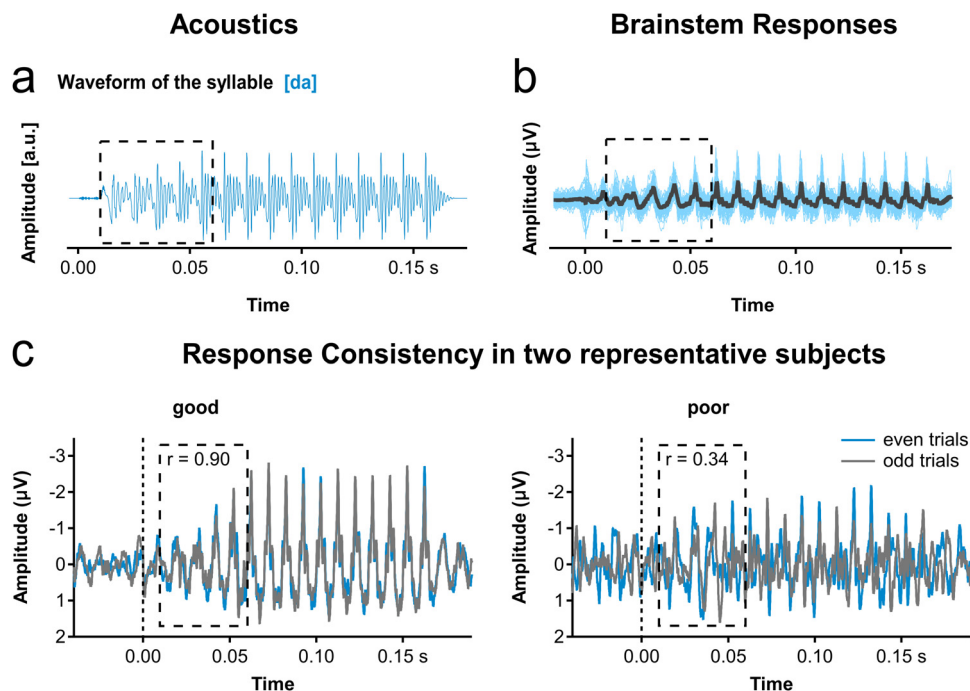 Acoustics
Brainstem Responses
a
Waveform of the syllable [da]
b
Amplitude [a.u.]
0.00
0.05
0.10
0.15 s
Time
Amplitude (µV)
0.00
0.05
0.10
0.15 s
Time
c
Response Consistency in two representative subjects
good
Amplitude (µV)
-3
-2
-1
0
1
2
r = 0.90
0.00
0.05
0.10
0.15 s
Time
poor
Amplitude (µV)
-3
-2
-1
0
1
2
r = 0.34
even trials
odd trials
0.00
0.05
0.10
0.15 s
Time